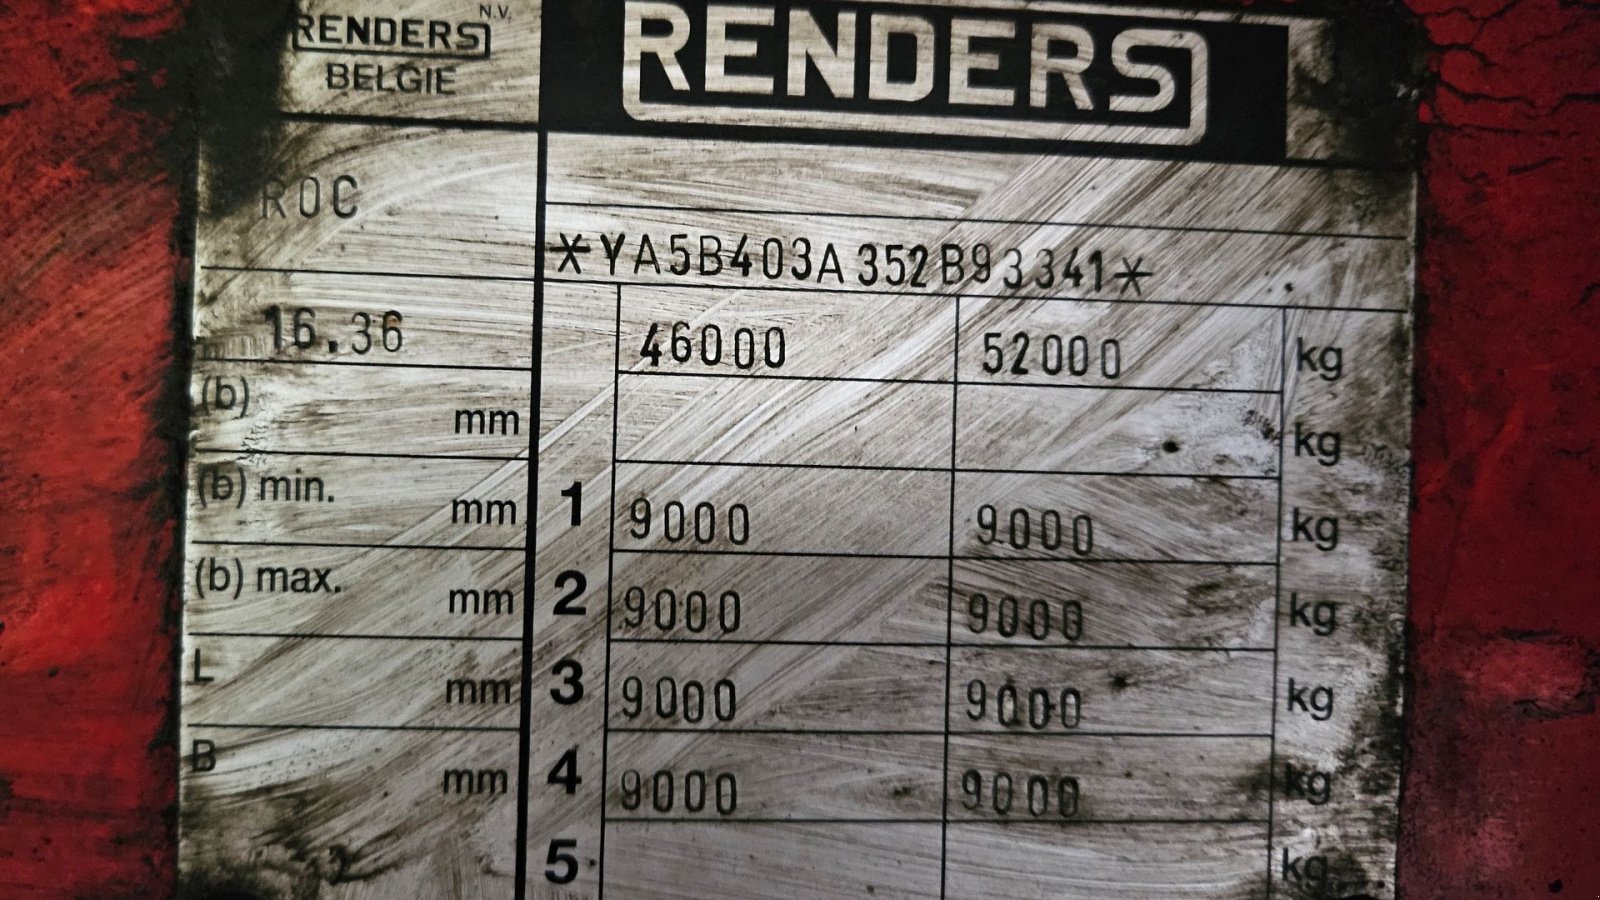 RENDERS N.V.
BELGIE
RENDERS
ROC
*YA5B403A352B93341*
16.36 46000 52000 kg
(b) mm kg
(b) min. mm 1 9000 9000 kg
(b) max. mm 2 9000 9000 kg
L mm 3 9000 9000 kg
B mm 4 9000 9000 kg
5 kg